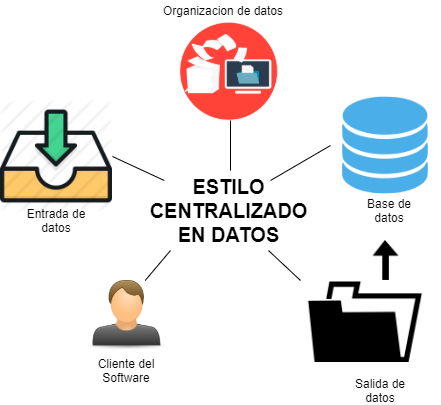 Organizacion de datos
ESTILO
CENTRALIZADO
EN DATOS
Entrada de
datos
Base de
datos
Cliente del
Software
Salida de
datos